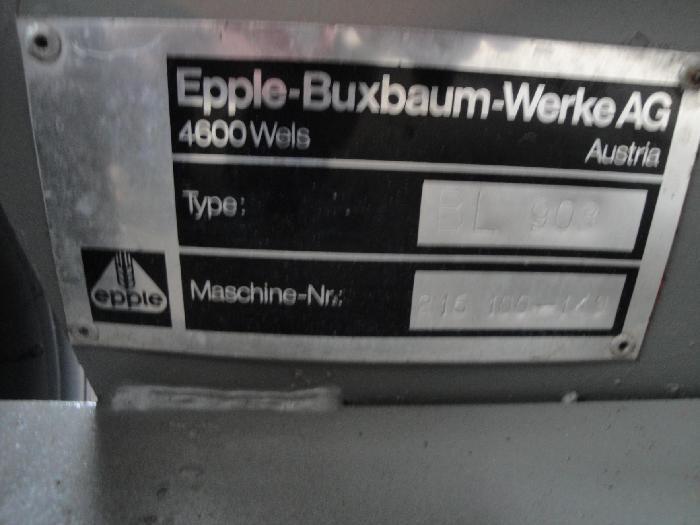 Epple-Buxbaum-Werke AG
4600 Wels
Austria
Type: BL 903
epple
Maschine-Nr.: